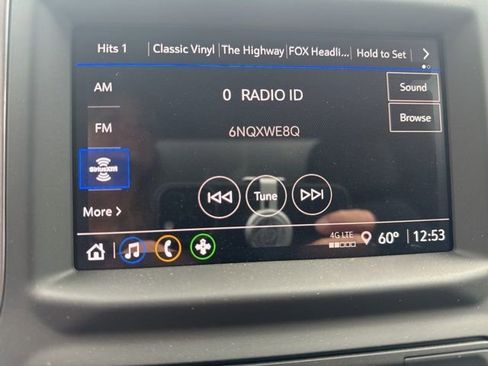 Hits 1 Classic Vinyl The Highway FOX Headli... Hold to Set
AM
0 RADIO ID
Sound
FM
6NQXWE8Q
Browse
SiriusXM
Tune
More
4G LTE 60° 12:53